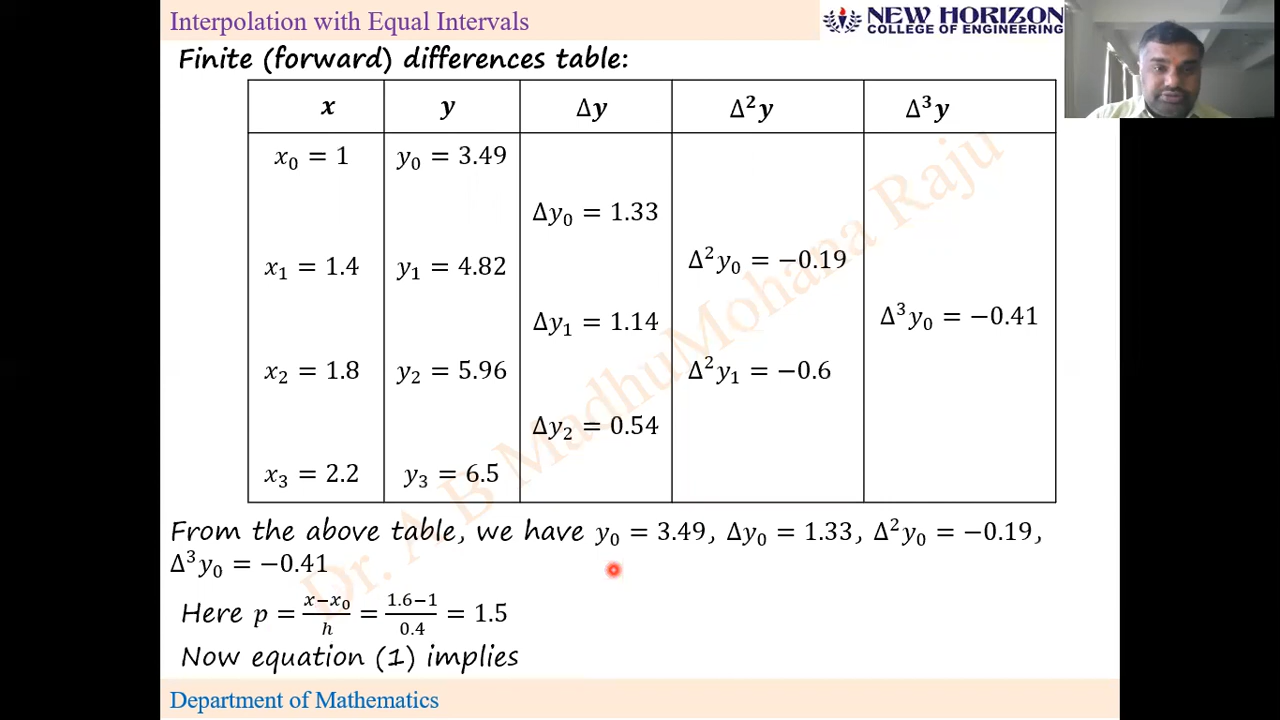 Interpolation with Equal Intervals
NEW HORIZON
COLLEGE OF ENGINEERING
Finite (forward) differences table:
x y Δy Δ²y Δ³y
x₀ = 1 y₀ = 3.49
Δy₀ = 1.33
x₁ = 1.4 y₁ = 4.82 Δ²y₀ = −0.19
Δy₁ = 1.14 Δ³y₀ = −0.41
x₂ = 1.8 y₂ = 5.96 Δ²y₁ = −0.6
Δy₂ = 0.54
x₃ = 2.2 y₃ = 6.5
From the above table, we have y₀ = 3.49, Δy₀ = 1.33, Δ²y₀ = −0.19,
Δ³y₀ = −0.41
Here p = (x−x₀)/h = (1.6−1)/0.4 = 1.5
Now equation (1) implies
Department of Mathematics
Dr. A B MadhuMohana Raju